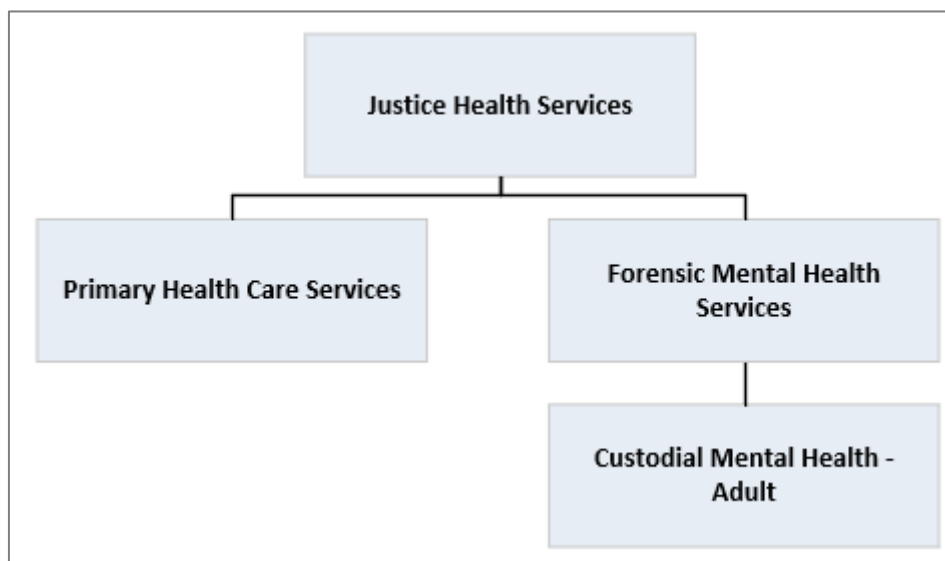 Justice Health Services
Primary Health Care Services
Forensic Mental Health
Services
Custodial Mental Health -
Adult